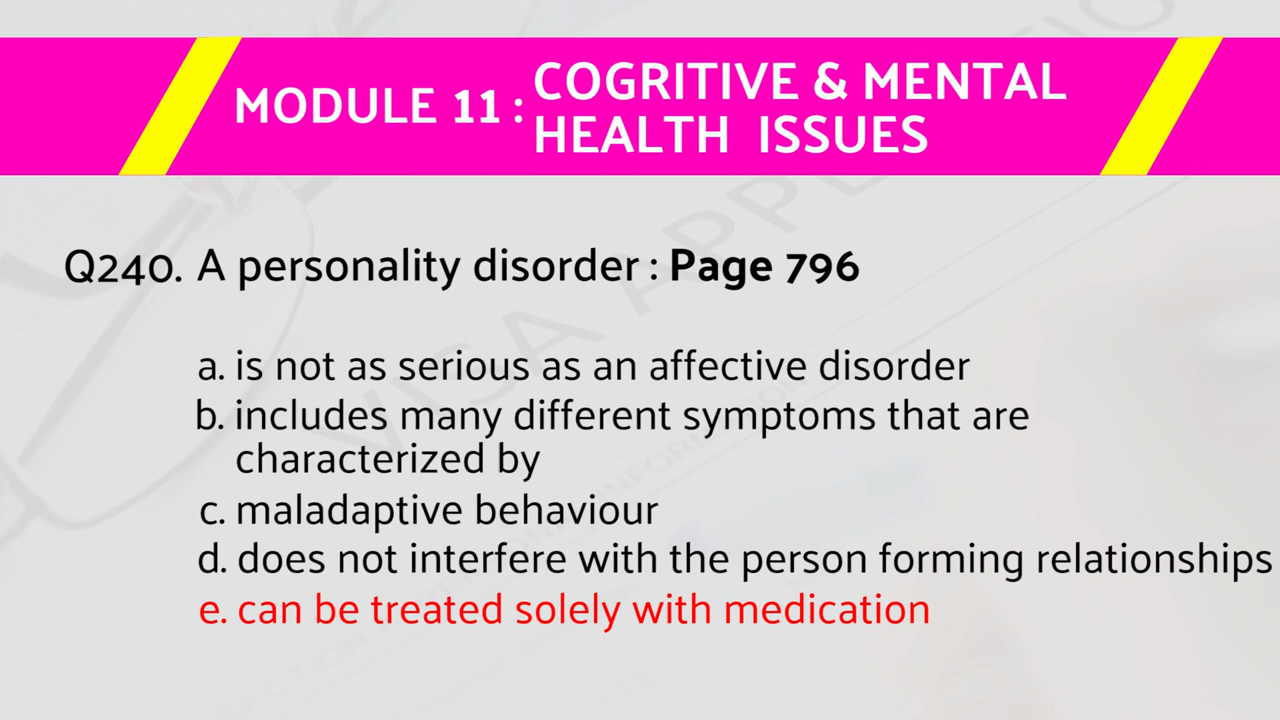 MODULE 11 : COGRITIVE & MENTAL
HEALTH ISSUES
Q240. A personality disorder : Page 796
a. is not as serious as an affective disorder
b. includes many different symptoms that are
characterized by
c. maladaptive behaviour
d. does not interfere with the person forming relationships
e. can be treated solely with medication
VISA APPLICATION